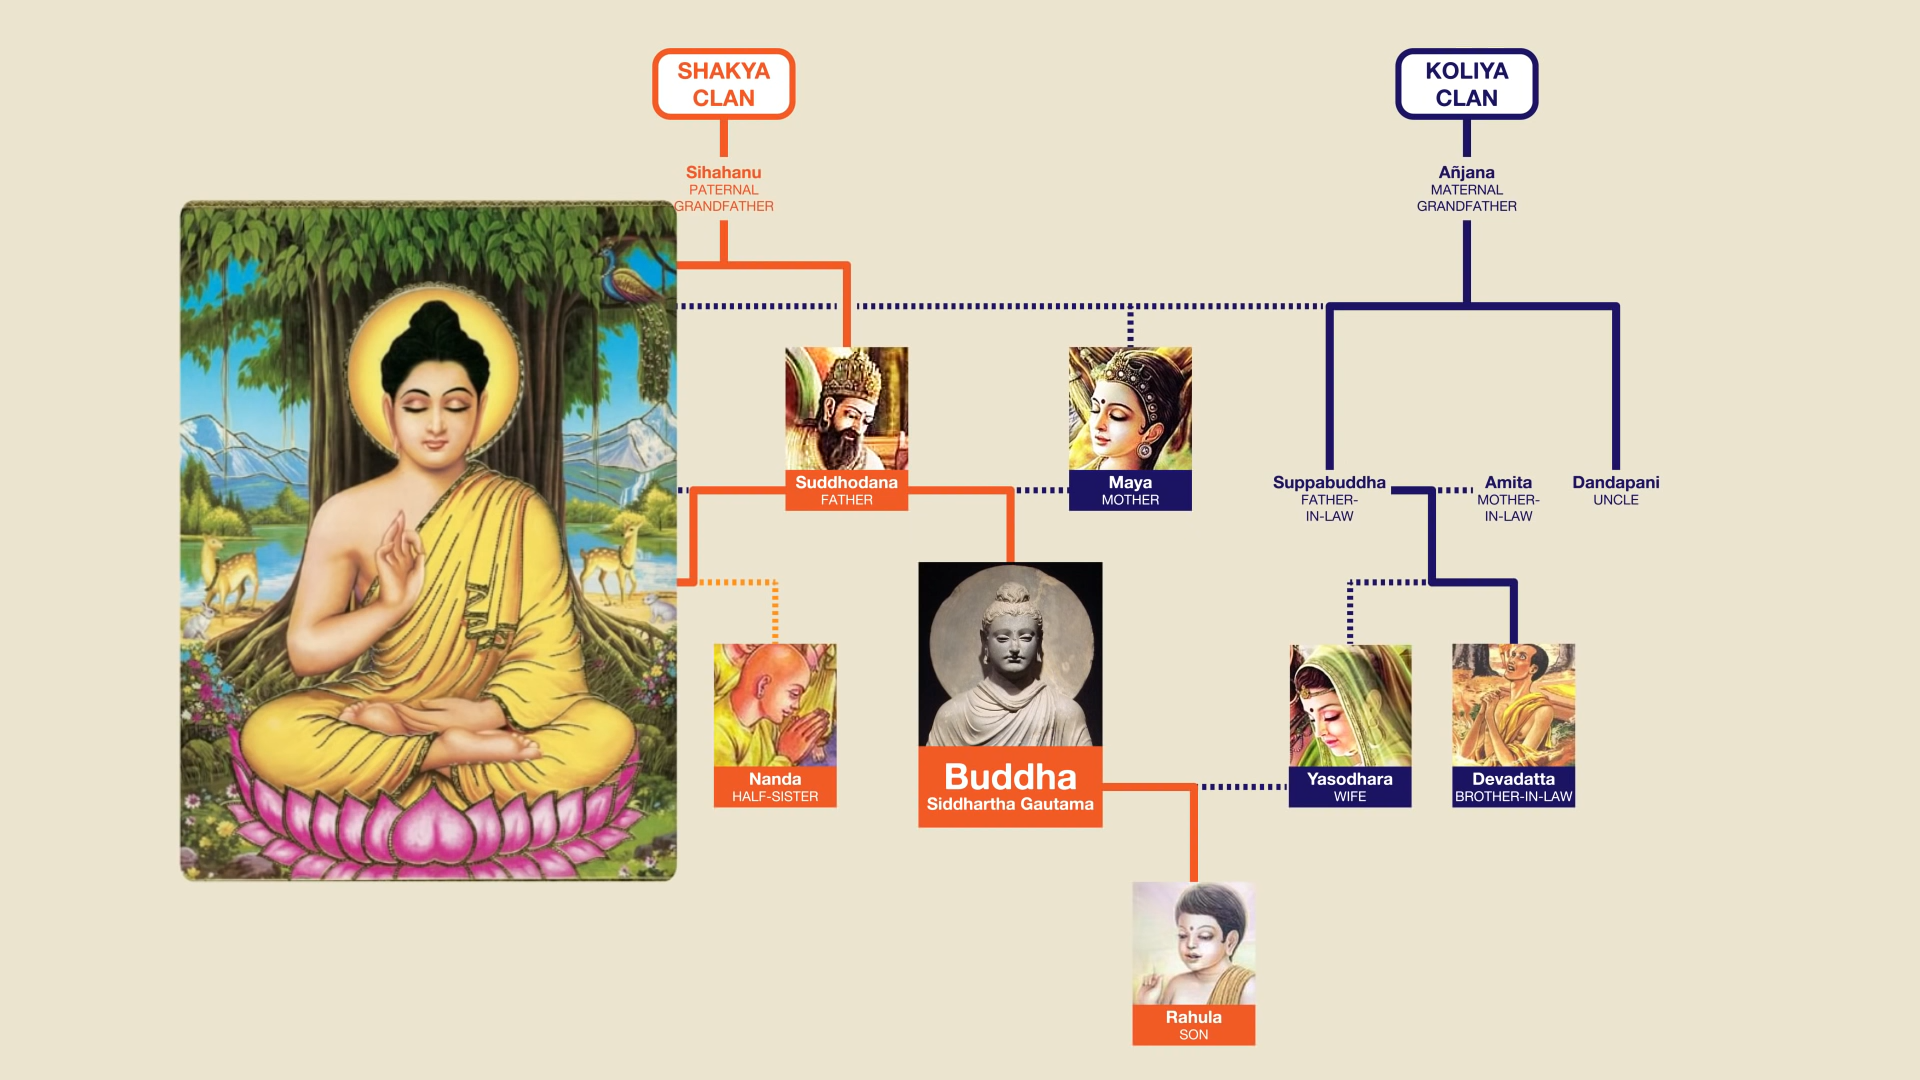 SHAKYA
CLAN
KOLIYA
CLAN
Sihahanu
PATERNAL
GRANDFATHER
Añjana
MATERNAL
GRANDFATHER
Suddhodana
FATHER
Maya
MOTHER
Suppabuddha
FATHER-
IN-LAW
Amita
MOTHER-
IN-LAW
Dandapani
UNCLE
Nanda
HALF-SISTER
Buddha
Siddhartha Gautama
Yasodhara
WIFE
Devadatta
BROTHER-IN-LAW
Rahula
SON